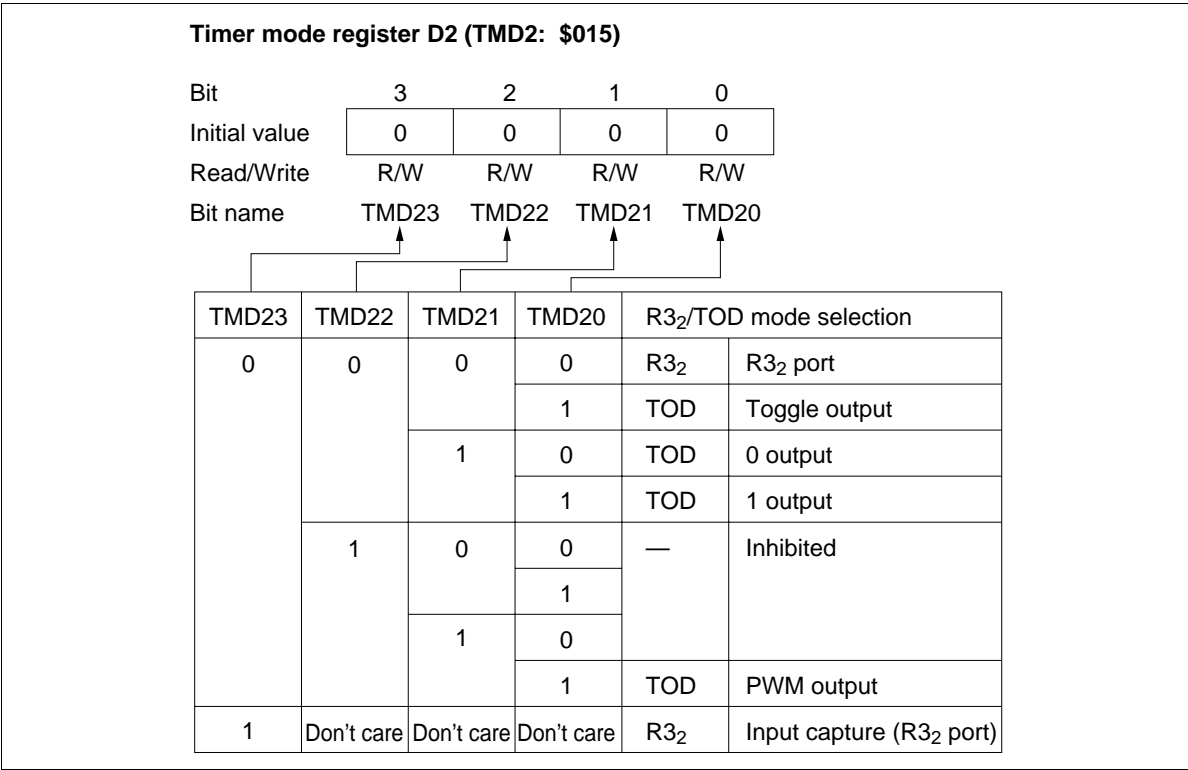 Timer mode register D2 (TMD2: $015)
Bit 3 2 1 0
Initial value 0 0 0 0
Read/Write R/W R/W R/W R/W
Bit name TMD23 TMD22 TMD21 TMD20
TMD23 TMD22 TMD21 TMD20 R3₂/TOD mode selection
0 0 0 0 R3₂ R3₂ port
1 TOD Toggle output
1 0 TOD 0 output
1 TOD 1 output
1 0 0 — Inhibited
1
1 0
1 TOD PWM output
1 Don't care Don't care Don't care R3₂ Input capture (R3₂ port)